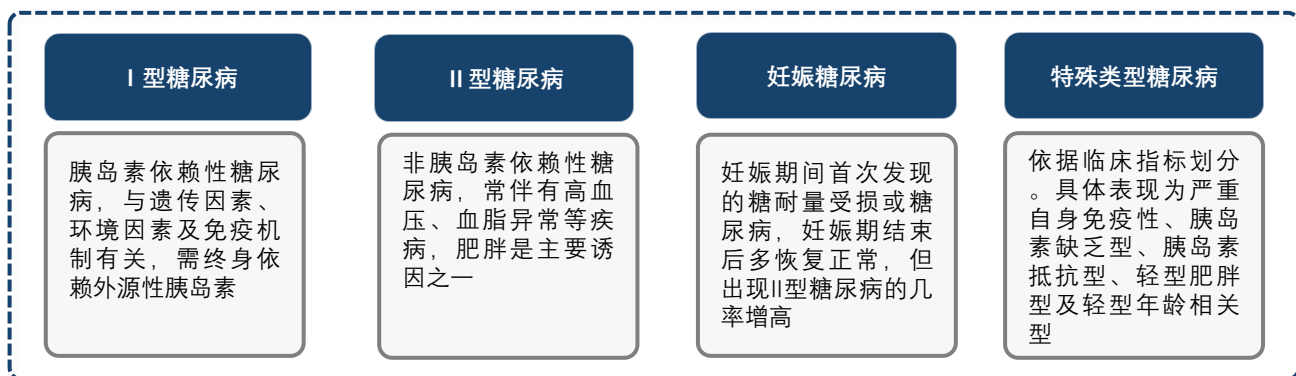 I 型糖尿病
胰岛素依赖性糖尿
病，与遗传因素、
环境因素及免疫机
制有关，需终身依
赖外源性胰岛素
II 型糖尿病
非胰岛素依赖性糖
尿病，常伴有高血
压、血脂异常等疾
病，肥胖是主要诱
因之一
妊娠糖尿病
妊娠期间首次发现
的糖耐量受损或糖
尿病，妊娠期结束
后多恢复正常，但
出现II型糖尿病的几
率增高
特殊类型糖尿病
依据临床指标划分
。具体表现为严重
自身免疫性、胰岛
素缺乏型、胰岛素
抵抗型、轻型肥胖
型及轻型年龄相关
型